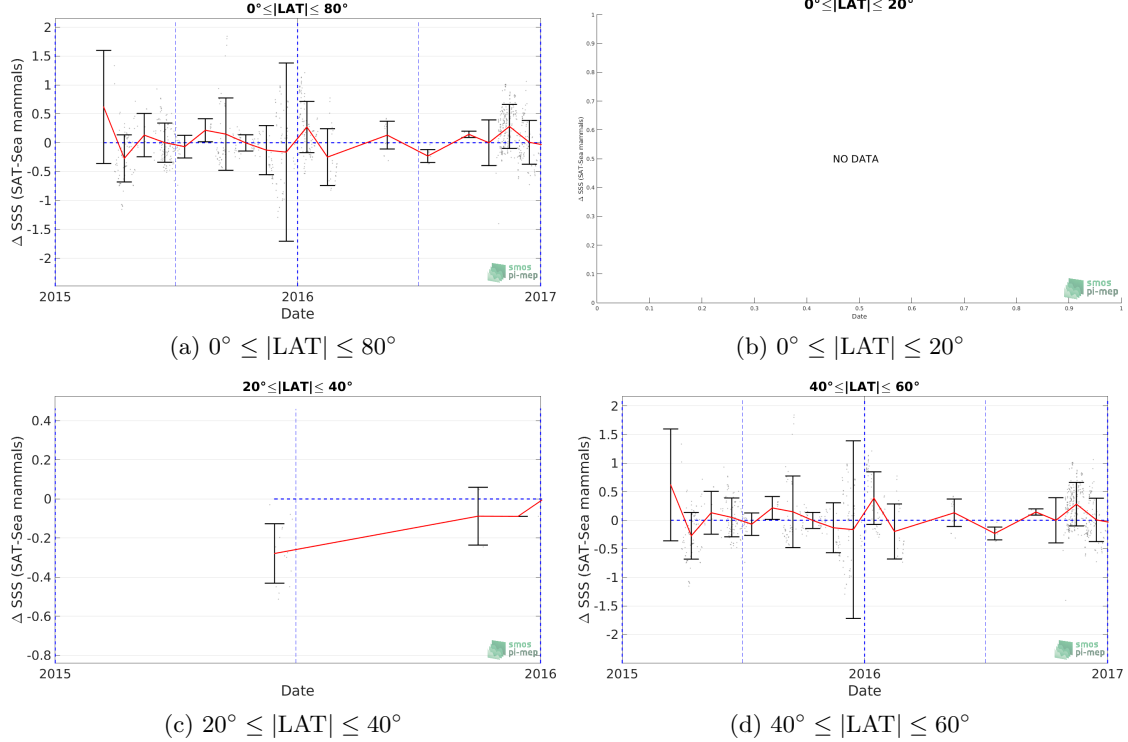 0°≤|LAT|≤ 80°
2
1.5
1
0.5
0
-0.5
-1
-1.5
-2
Δ SSS (SAT-Sea mammals)
2015
2016
2017
Date
smos
pi-mep
(a) 0° ≤ |LAT| ≤ 80°
0°≤|LAT|≤ 20°
1
0.9
0.8
0.7
0.6
0.5
0.4
0.3
0.2
0.1
0
Δ SSS (SAT-Sea mammals)
NO DATA
0
0.1
0.2
0.3
0.4
0.5
0.6
0.7
0.8
0.9
1
Date
smos
pi-mep
(b) 0° ≤ |LAT| ≤ 20°
20°≤|LAT|≤ 40°
0.4
0.2
0
-0.2
-0.4
-0.6
-0.8
Δ SSS (SAT-Sea mammals)
2015
2016
Date
smos
pi-mep
(c) 20° ≤ |LAT| ≤ 40°
40°≤|LAT|≤ 60°
2
1.5
1
0.5
0
-0.5
-1
-1.5
-2
Δ SSS (SAT-Sea mammals)
2015
2016
2017
Date
smos
pi-mep
(d) 40° ≤ |LAT| ≤ 60°